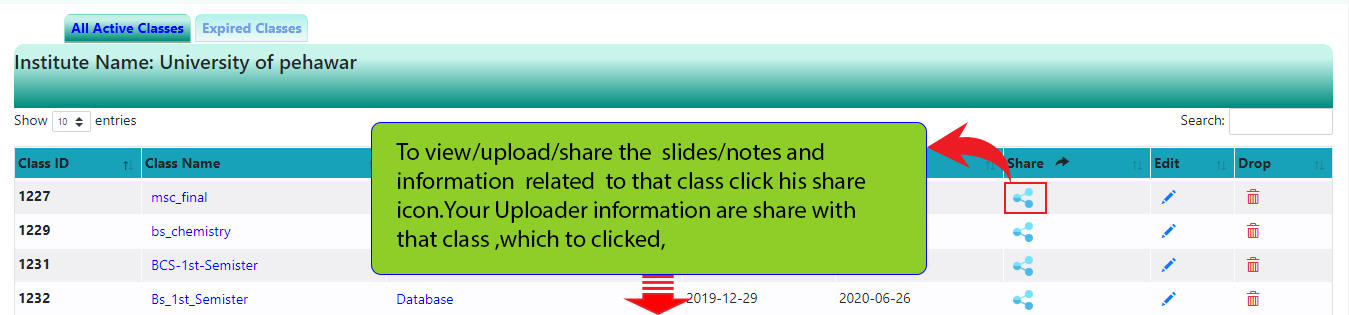 All Active Classes Expired Classes
Institute Name: University of pehawar
Show 10 entries Search:
Class ID Class Name Share Edit Drop
To view/upload/share the slides/notes and
information related to that class click his share
icon.Your Uploader information are share with
that class ,which to clicked,
1227 msc_final
1229 bs_chemistry
1231 BCS-1st-Semister
1232 Bs_1st_Semister Database 2019-12-29 2020-06-26